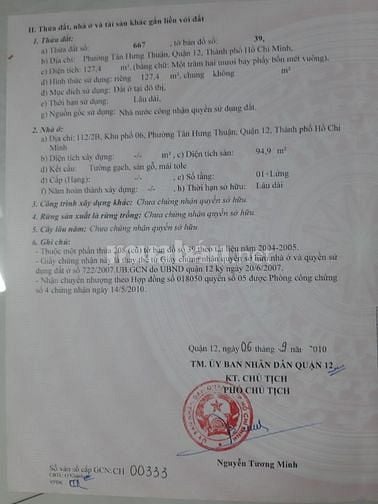 II. Thửa đất, nhà ở và tài sản khác gắn liền với đất
1. Thửa đất:
a) Thửa đất số: 667 , tờ bản đồ số: 39,
b) Địa chỉ: Phường Tân Hưng Thuận, Quận 12, Thành phố Hồ Chí Minh,
c) Diện tích: 127,4 m², (bằng chữ: Một trăm hai mươi bảy phẩy bốn mét vuông),
d) Hình thức sử dụng: riêng 127,4 m², chung không m²
đ) Mục đích sử dụng: Đất ở tại đô thị,
e) Thời hạn sử dụng: Lâu dài,
g) Nguồn gốc sử dụng: Nhà nước công nhận quyền sử dụng đất.
2. Nhà ở:
a) Địa chỉ: 112/2B, Khu phố 06, Phường Tân Hưng Thuận, Quận 12, Thành phố Hồ Chí
Minh
b) Diện tích xây dựng: -/- m² , c) Diện tích sàn: 94,9 m²
d) Kết cấu: Tường gạch, sàn gỗ, mái tole
đ) Cấp (Hạng): -/- , e) Số tầng: 01+Lửng
f) Năm hoàn thành xây dựng: -/- , h) Thời hạn sở hữu: Lâu dài
3. Công trình xây dựng khác: Chưa chứng nhận quyền sở hữu
4. Rừng sản xuất là rừng trồng: Chưa chứng nhận quyền sở hữu
5. Cây lâu năm: Chưa chứng nhận quyền sở hữu
6. Ghi chú:
- Thuộc một phần thửa 208 (cũ) tờ bản đồ số 39 theo tài liệu năm 2004-2005.
- Giấy chứng nhận này là thay thế từ Giấy chứng nhận quyền sở hữu nhà ở và quyền sử
dụng đất ở số 722/2007.UB.GCN do UBND quận 12 ký ngày 20/6/2007.
- Nhận chuyển nhượng theo Hợp đồng số 018050 quyển số 05 được Phòng công chứng
số 4 chứng nhận ngày 14/5/2010.
Quận 12, ngày 06 tháng 9 năm 2010
TM. ỦY BAN NHÂN DÂN QUẬN 12
KT. CHỦ TỊCH
PHÓ CHỦ TỊCH
Nguyễn Tương Minh
Số vào sổ cấp GCN: CH 00333